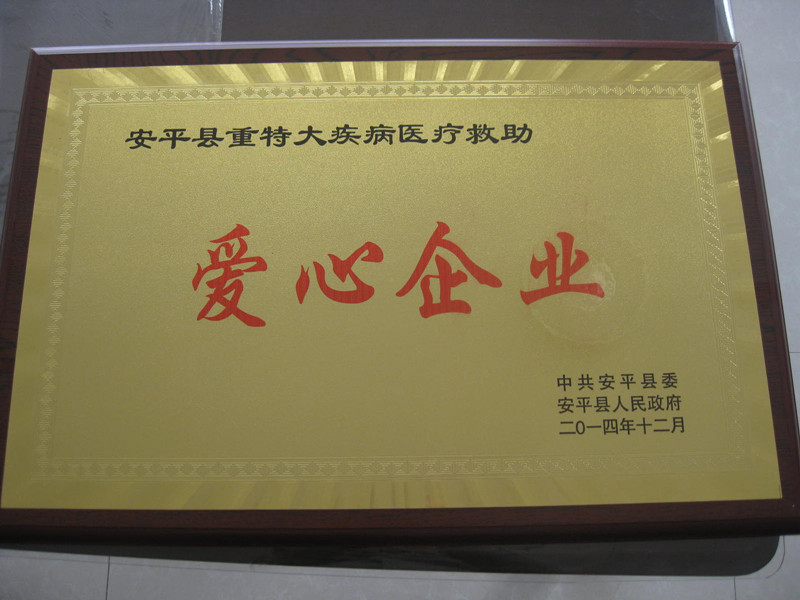 安平县重特大疾病医疗救助
爱心企业
中共安平县委
安平县人民政府
二0一四年十二月